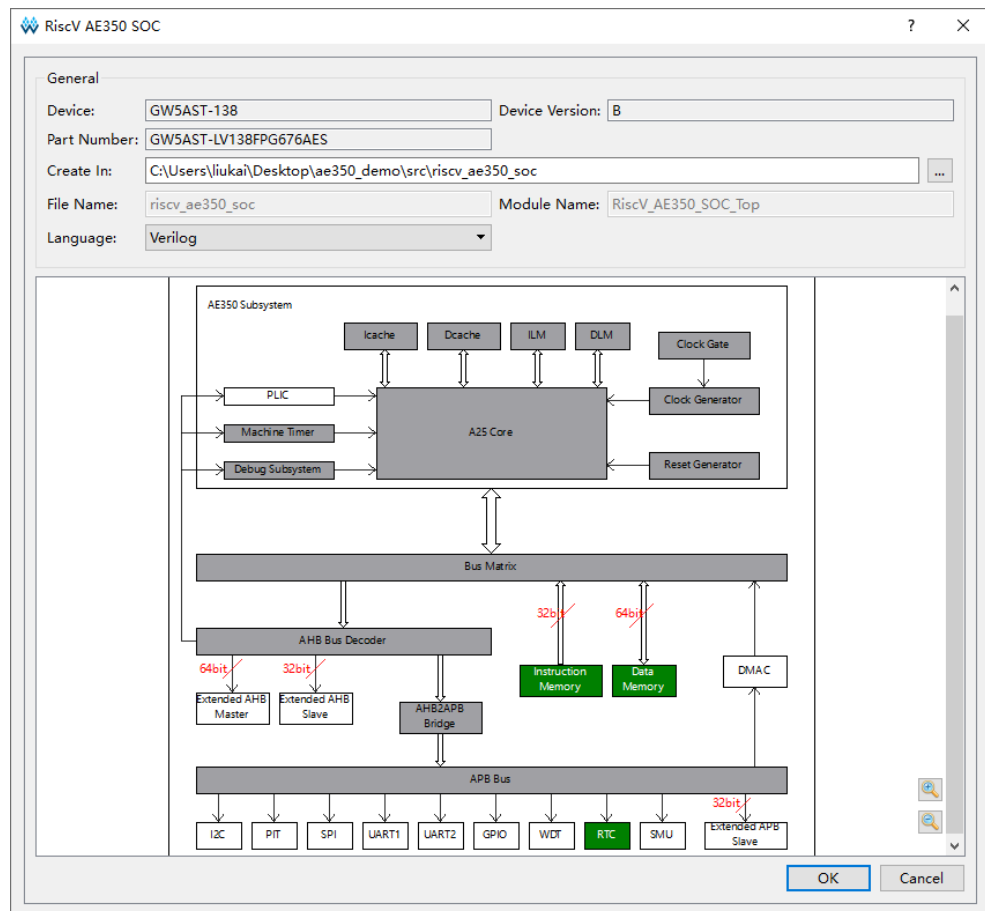 RiscV AE350 SOC
?
General
Device: GW5AST-138 Device Version: B
Part Number: GW5AST-LV138FPG676AES
Create In: C:\Users\liukai\Desktop\ae350_demo\src\riscv_ae350_soc ...
File Name: riscv_ae350_soc Module Name: RiscV_AE350_SOC_Top
Language: Verilog
AE350 Subsystem
Icache Dcache ILM DLM
Clock Gate
PLIC
Clock Generator
Machine Timer
A25 Core
Debug Subsystem
Reset Generator
Bus Matrix
32bit 64bit
AHB Bus Decoder
64bit 32bit
Instruction
Memory
Data
Memory
DMAC
Extended AHB
Master
Extended AHB
Slave
AHB2APB
Bridge
APB Bus
32bit
I2C PIT SPI UART1 UART2 GPIO WDT RTC SMU
Extended APB
Slave
OK Cancel